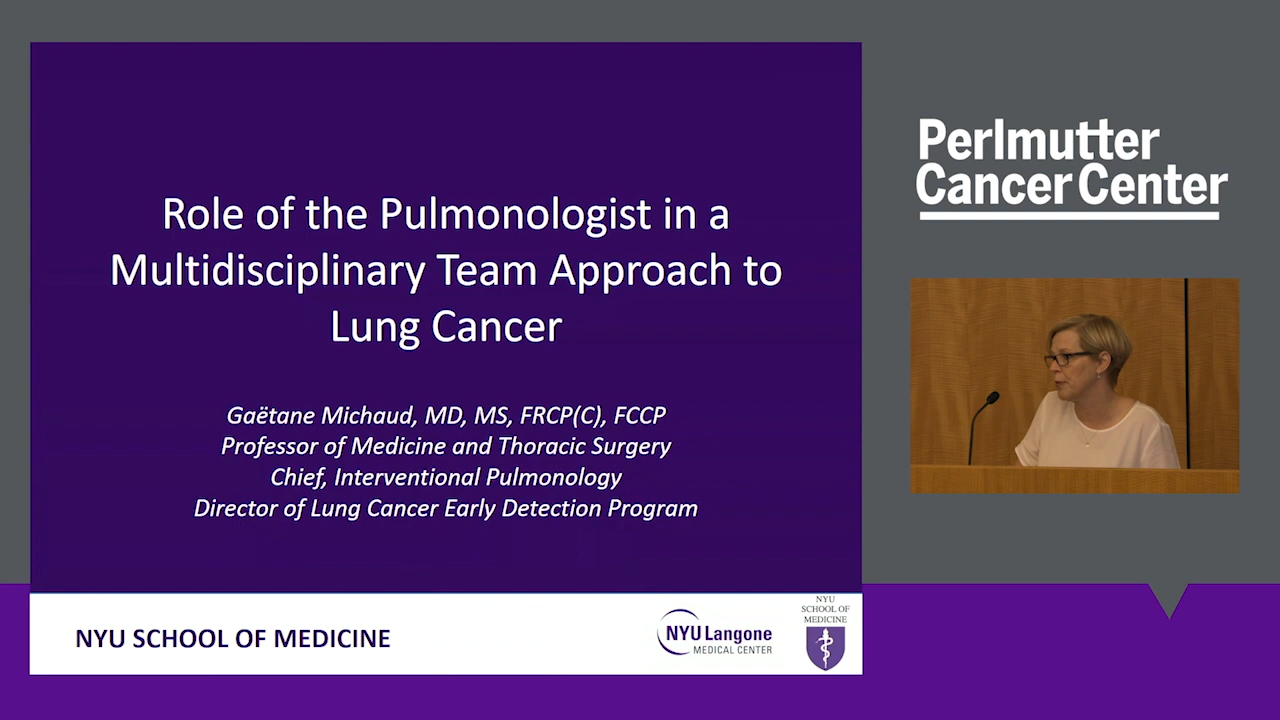 Role of the Pulmonologist in a
Multidisciplinary Team Approach to
Lung Cancer
Gaëtane Michaud, MD, MS, FRCP(C), FCCP
Professor of Medicine and Thoracic Surgery
Chief, Interventional Pulmonology
Director of Lung Cancer Early Detection Program
NYU SCHOOL OF MEDICINE
NYU Langone
MEDICAL CENTER
NYU
SCHOOL OF
MEDICINE
Perlmutter
Cancer Center